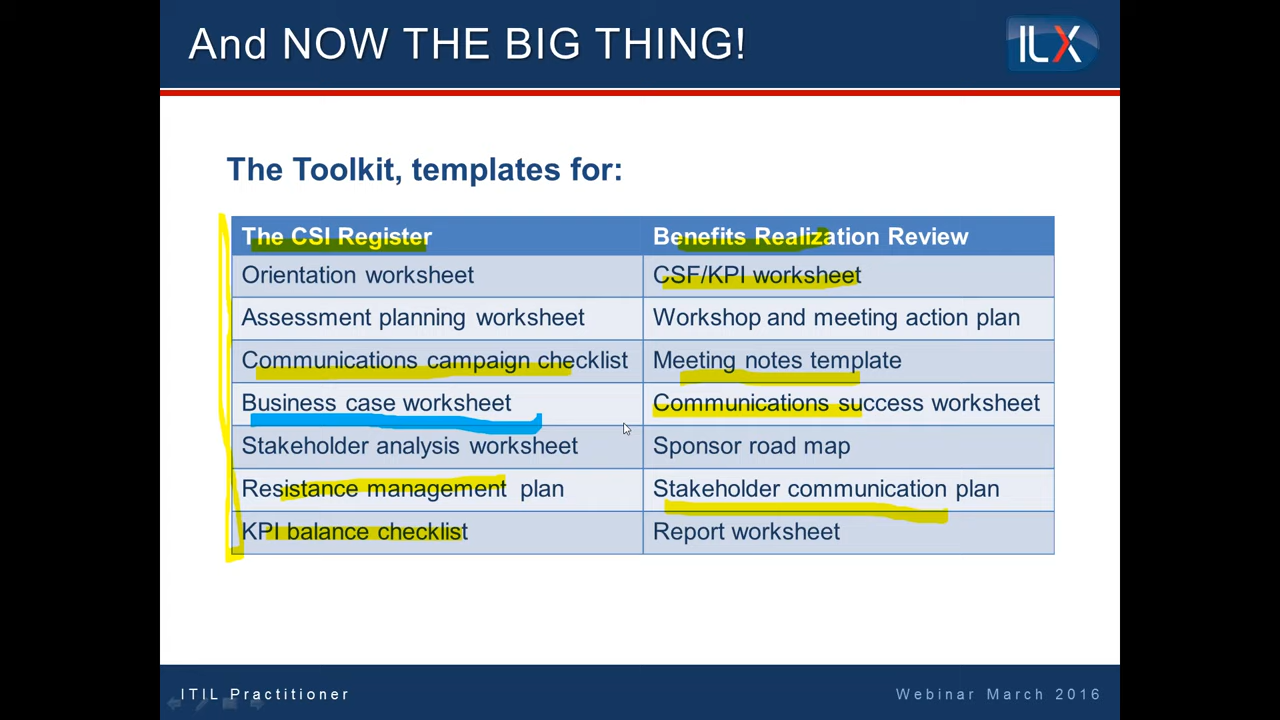 And NOW THE BIG THING!
ILX
The Toolkit, templates for:
The CSI Register Benefits Realization Review
Orientation worksheet CSF/KPI worksheet
Assessment planning worksheet Workshop and meeting action plan
Communications campaign checklist Meeting notes template
Business case worksheet Communications success worksheet
Stakeholder analysis worksheet Sponsor road map
Resistance management plan Stakeholder communication plan
KPI balance checklist Report worksheet
ITIL Practitioner Webinar March 2016